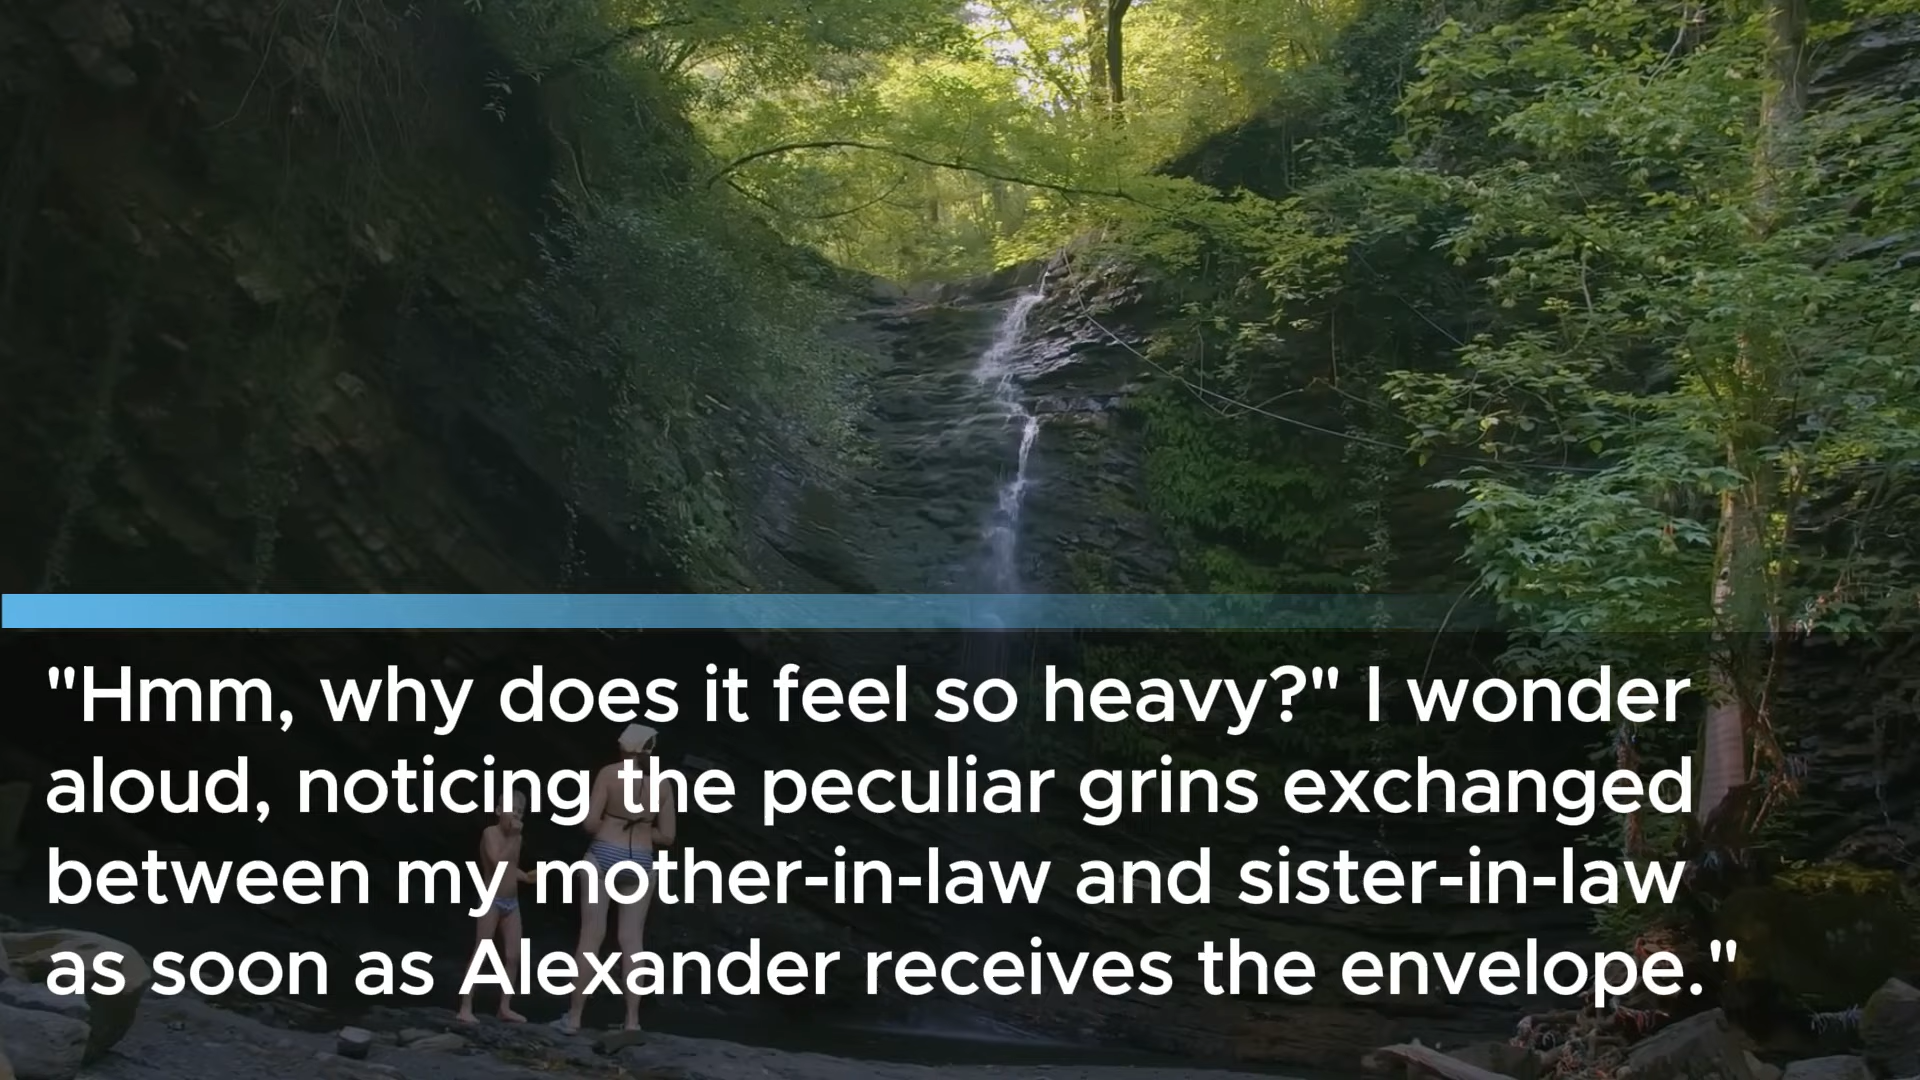 "Hmm, why does it feel so heavy?" I wonder
aloud, noticing the peculiar grins exchanged
between my mother-in-law and sister-in-law
as soon as Alexander receives the envelope."